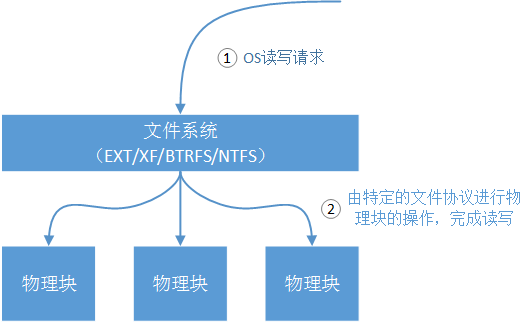 ① OS读写请求
文件系统
（EXT/XF/BTRFS/NTFS）
② 由特定的文件协议进行物
理块的操作，完成读写
物理块 物理块 物理块